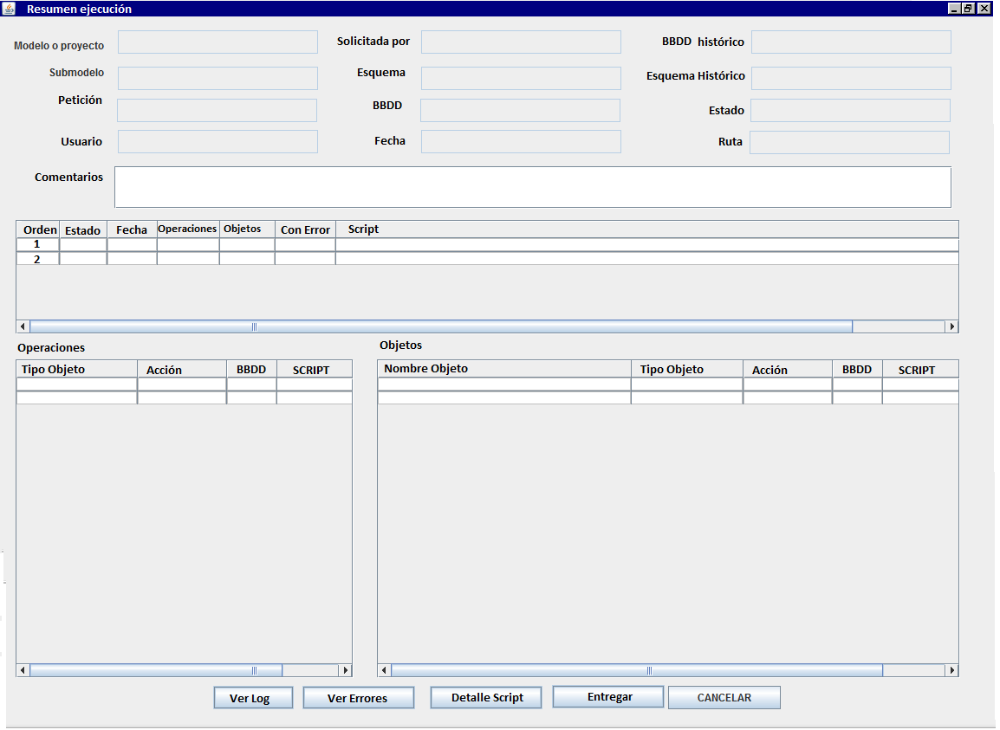 Resumen ejecución
Modelo o proyecto Solicitada por BBDD histórico
Submodelo Esquema Esquema Histórico
Petición BBDD Estado
Usuario Fecha Ruta
Comentarios
Orden Estado Fecha Operaciones Objetos Con Error Script
1
2
Operaciones
Tipo Objeto Acción BBDD SCRIPT
Objetos
Nombre Objeto Tipo Objeto Acción BBDD SCRIPT
Ver Log Ver Errores Detalle Script Entregar CANCELAR